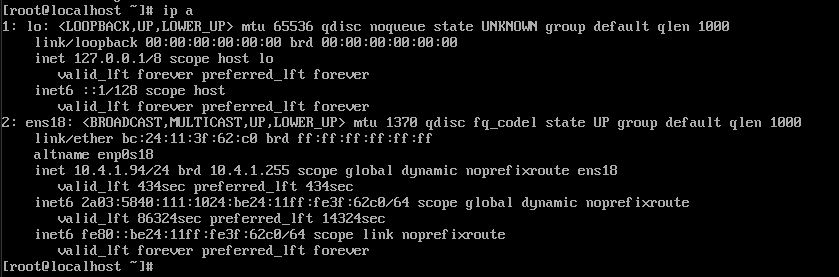 [root@localhost ~]# ip a
1: lo: <LOOPBACK,UP,LOWER_UP> mtu 65536 qdisc noqueue state UNKNOWN group default qlen 1000
    link/loopback 00:00:00:00:00:00 brd 00:00:00:00:00:00
    inet 127.0.0.1/8 scope host lo
       valid_lft forever preferred_lft forever
    inet6 ::1/128 scope host
       valid_lft forever preferred_lft forever
2: ens18: <BROADCAST,MULTICAST,UP,LOWER_UP> mtu 1370 qdisc fq_codel state UP group default qlen 1000
    link/ether bc:24:11:3f:62:c0 brd ff:ff:ff:ff:ff:ff
    altname enp0s18
    inet 10.4.1.94/24 brd 10.4.1.255 scope global dynamic noprefixroute ens18
       valid_lft 434sec preferred_lft 434sec
    inet6 2a03:5840:111:1024:be24:11ff:fe3f:62c0/64 scope global dynamic noprefixroute
       valid_lft 86324sec preferred_lft 14324sec
    inet6 fe80::be24:11ff:fe3f:62c0/64 scope link noprefixroute
       valid_lft forever preferred_lft forever
[root@localhost ~]#